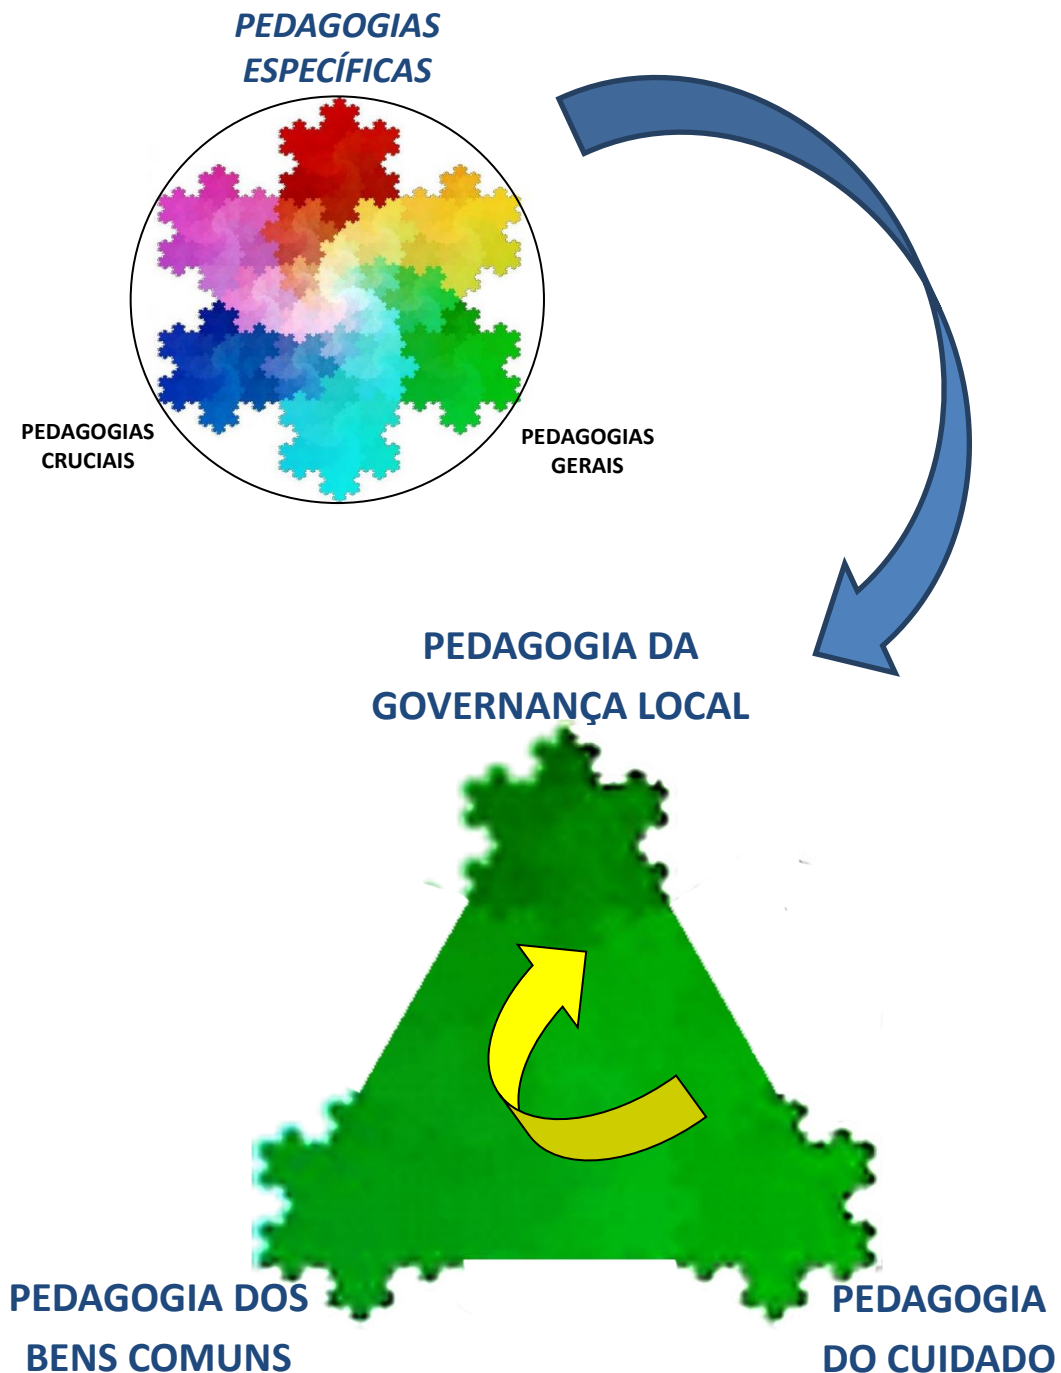 PEDAGOGIAS
ESPECÍFICAS
PEDAGOGIAS
CRUCIAIS
PEDAGOGIAS
GERAIS
PEDAGOGIA DA
GOVERNANÇA LOCAL
PEDAGOGIA DOS
BENS COMUNS
PEDAGOGIA
DO CUIDADO